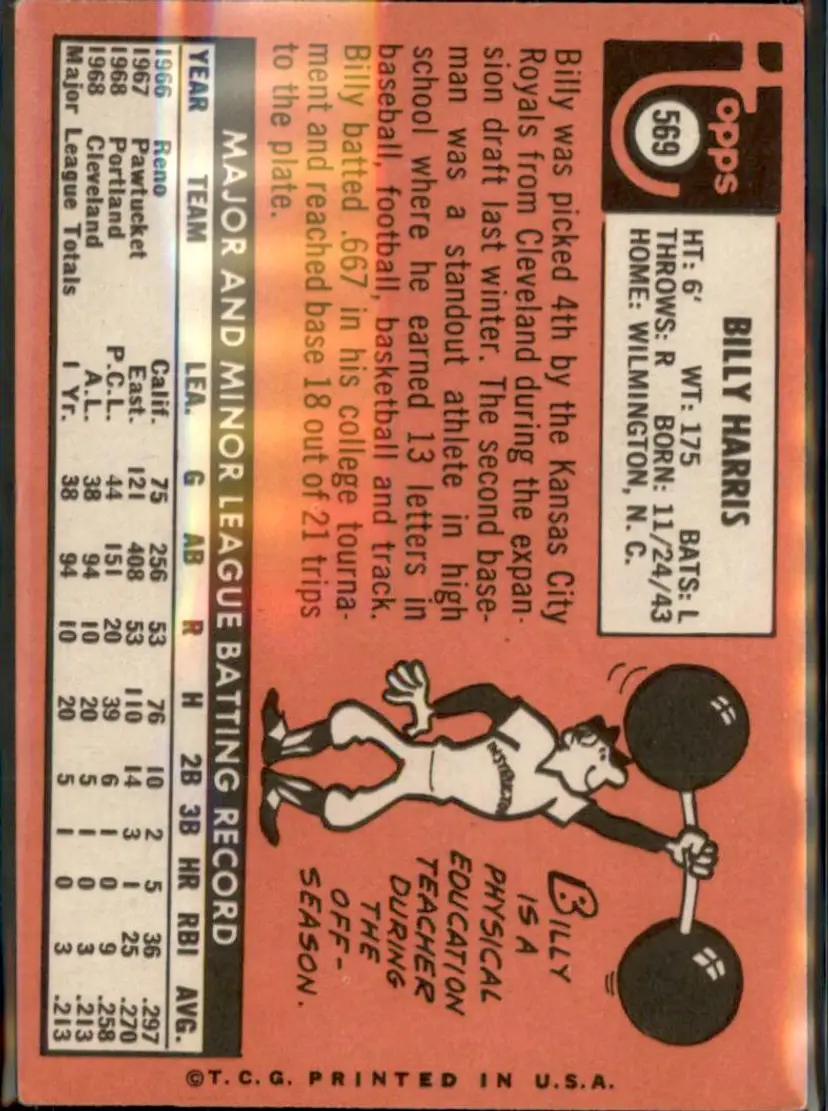 Topps
569
BILLY HARRIS
HT: 6' WT: 175 BATS: L
THROWS: R BORN: 11/24/43
HOME: WILMINGTON, N. C.
Billy was picked 4th by the Kansas City
Royals from Cleveland during the expan-
sion draft last winter. The second base-
man was a standout athlete in high
school where he earned 13 letters in
baseball, football, basketball and track.
Billy batted .667 in his college tourna-
ment and reached base 18 out of 21 trips
to the plate.
INSTRUCTOR
BILLY
IS A
PHYSICAL
EDUCATION
TEACHER
DURING
THE
OFF-
SEASON.
MAJOR AND MINOR LEAGUE BATTING RECORD
YEAR TEAM LEA. G AB R H 2B 3B HR RBI AVG.
1966 Reno Calif. 75 256 53 76 10 2 5 36 .297
1967 Pawtucket East. 121 408 53 110 14 3 1 25 .270
1968 Portland P.C.L. 44 151 20 39 6 1 0 9 .258
1968 Cleveland A.L. 38 94 10 20 5 1 0 3 .213
Major League Totals 1 Yr. 38 94 10 20 5 1 0 3 .213
©T.C.G. PRINTED IN U.S.A.